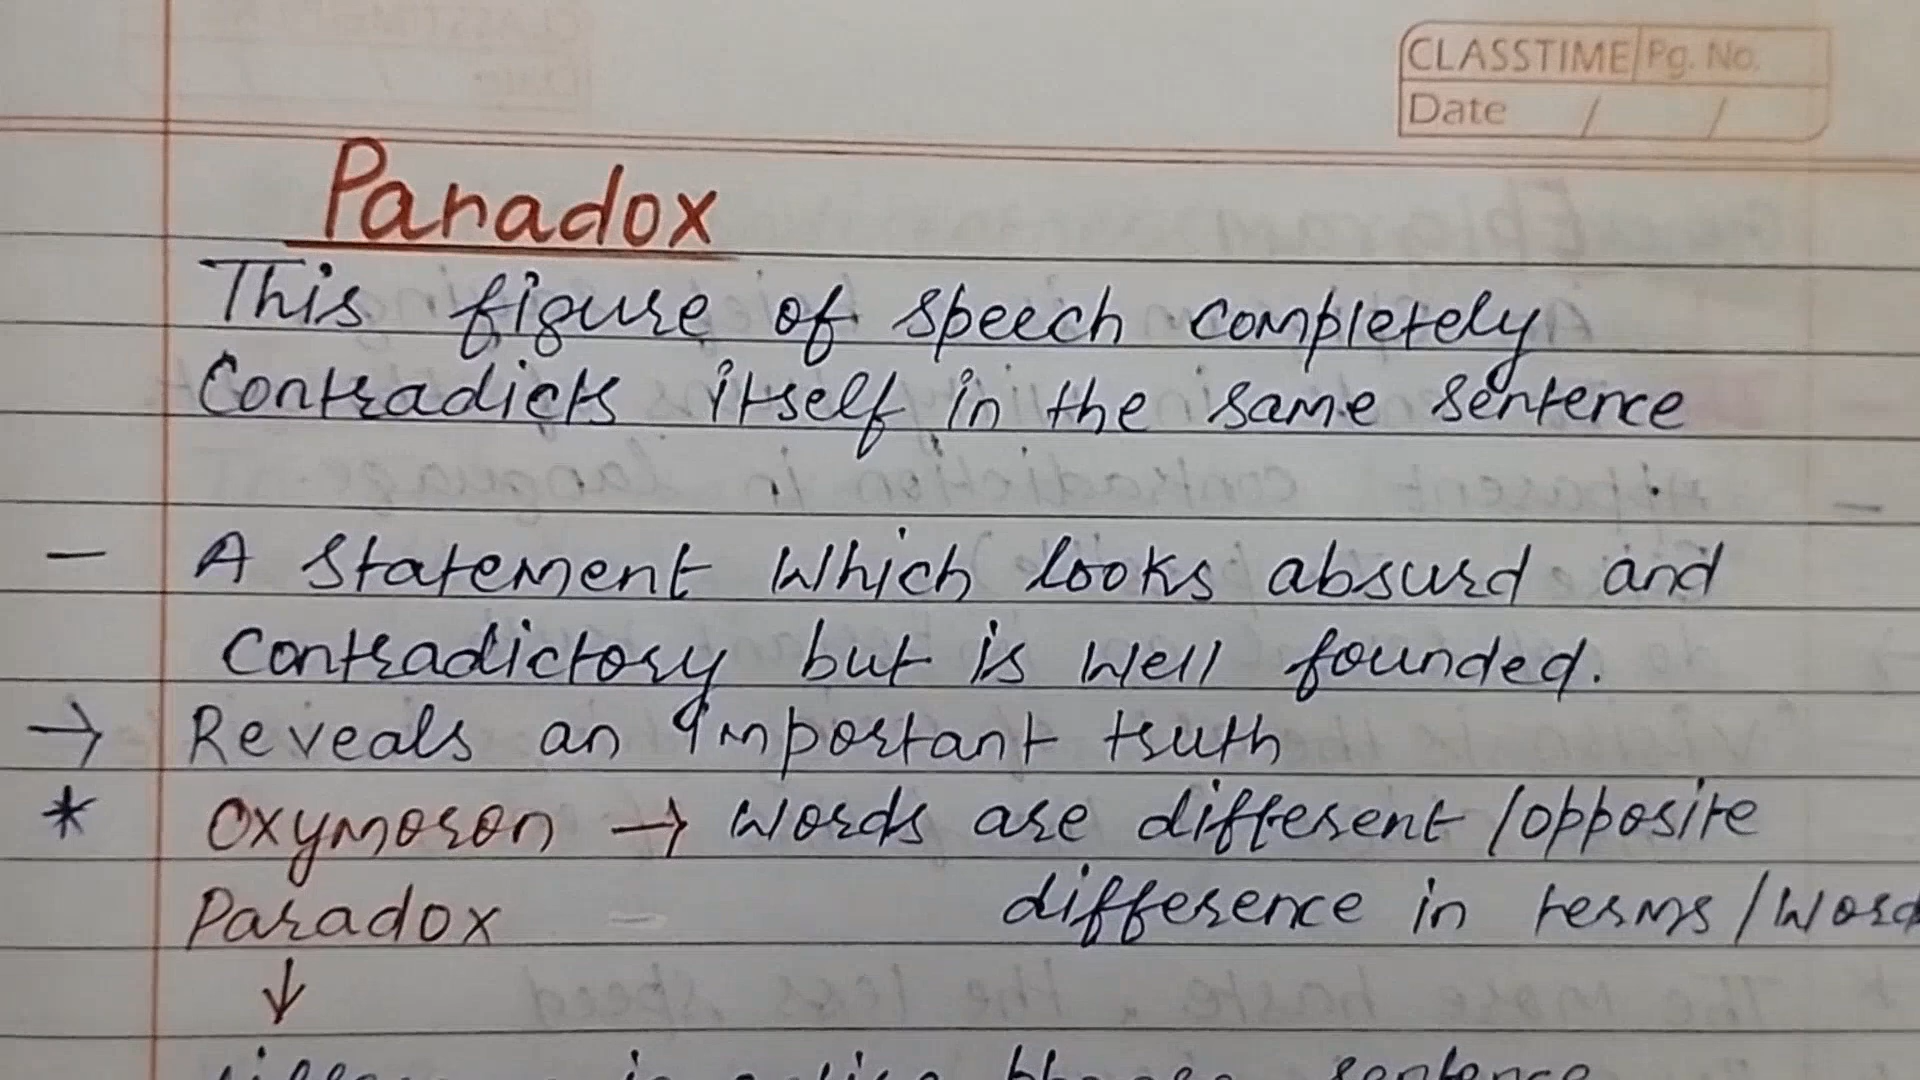 CLASSTIME Pg. No.
Date / /
Paradox
This figure of speech completely
Contradicts itself in the same sentence
- A statement which looks absurd and
contradictory but is well founded.
→ Reveals an important truth
* Oxymoron → words are different / opposite
difference in terms / word
Paradox
↓
sentence